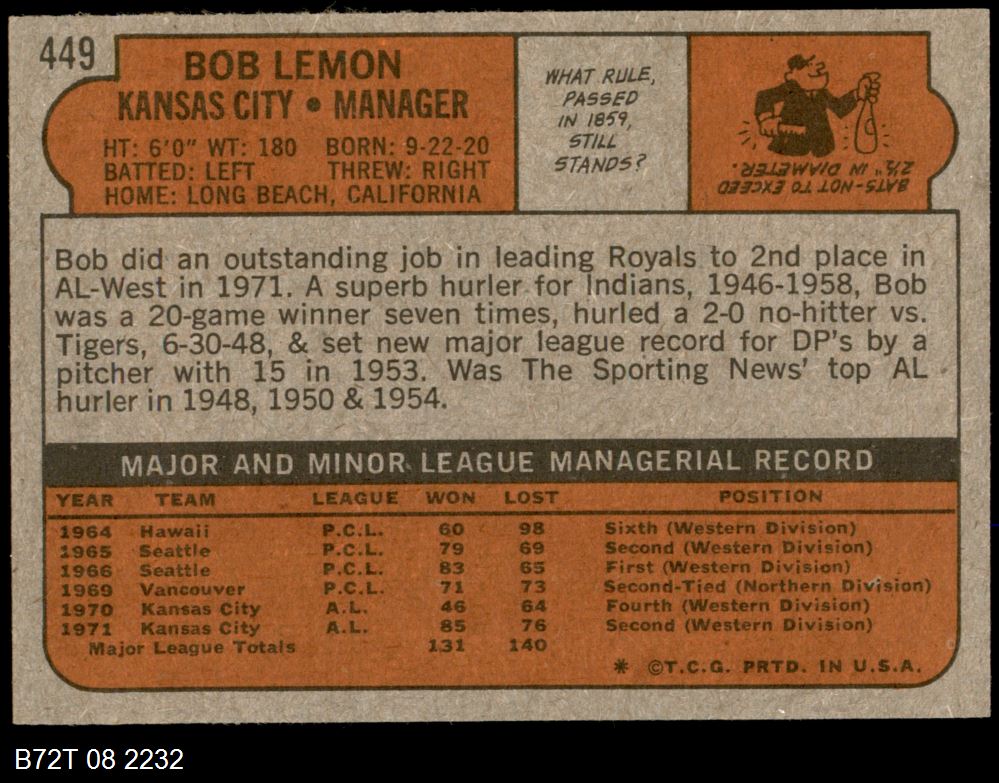 449
BOB LEMON
KANSAS CITY • MANAGER
HT: 6'0" WT: 180 BORN: 9-22-20
BATTED: LEFT THREW: RIGHT
HOME: LONG BEACH, CALIFORNIA
WHAT RULE,
PASSED
IN 1859,
STILL
STANDS?
BATS-NOT TO EXCEED
2½" IN DIAMETER.
Bob did an outstanding job in leading Royals to 2nd place in
AL-West in 1971. A superb hurler for Indians, 1946-1958, Bob
was a 20-game winner seven times, hurled a 2-0 no-hitter vs.
Tigers, 6-30-48, & set new major league record for DP's by a
pitcher with 15 in 1953. Was The Sporting News' top AL
hurler in 1948, 1950 & 1954.
MAJOR AND MINOR LEAGUE MANAGERIAL RECORD
YEAR TEAM LEAGUE WON LOST POSITION
1964 Hawaii P.C.L. 60 98 Sixth (Western Division)
1965 Seattle P.C.L. 79 69 Second (Western Division)
1966 Seattle P.C.L. 83 65 First (Western Division)
1969 Vancouver P.C.L. 71 73 Second-Tied (Northern Division)
1970 Kansas City A.L. 46 64 Fourth (Western Division)
1971 Kansas City A.L. 85 76 Second (Western Division)
Major League Totals 131 140
* ©T.C.G. PRTD. IN U.S.A.
B72T 08 2232